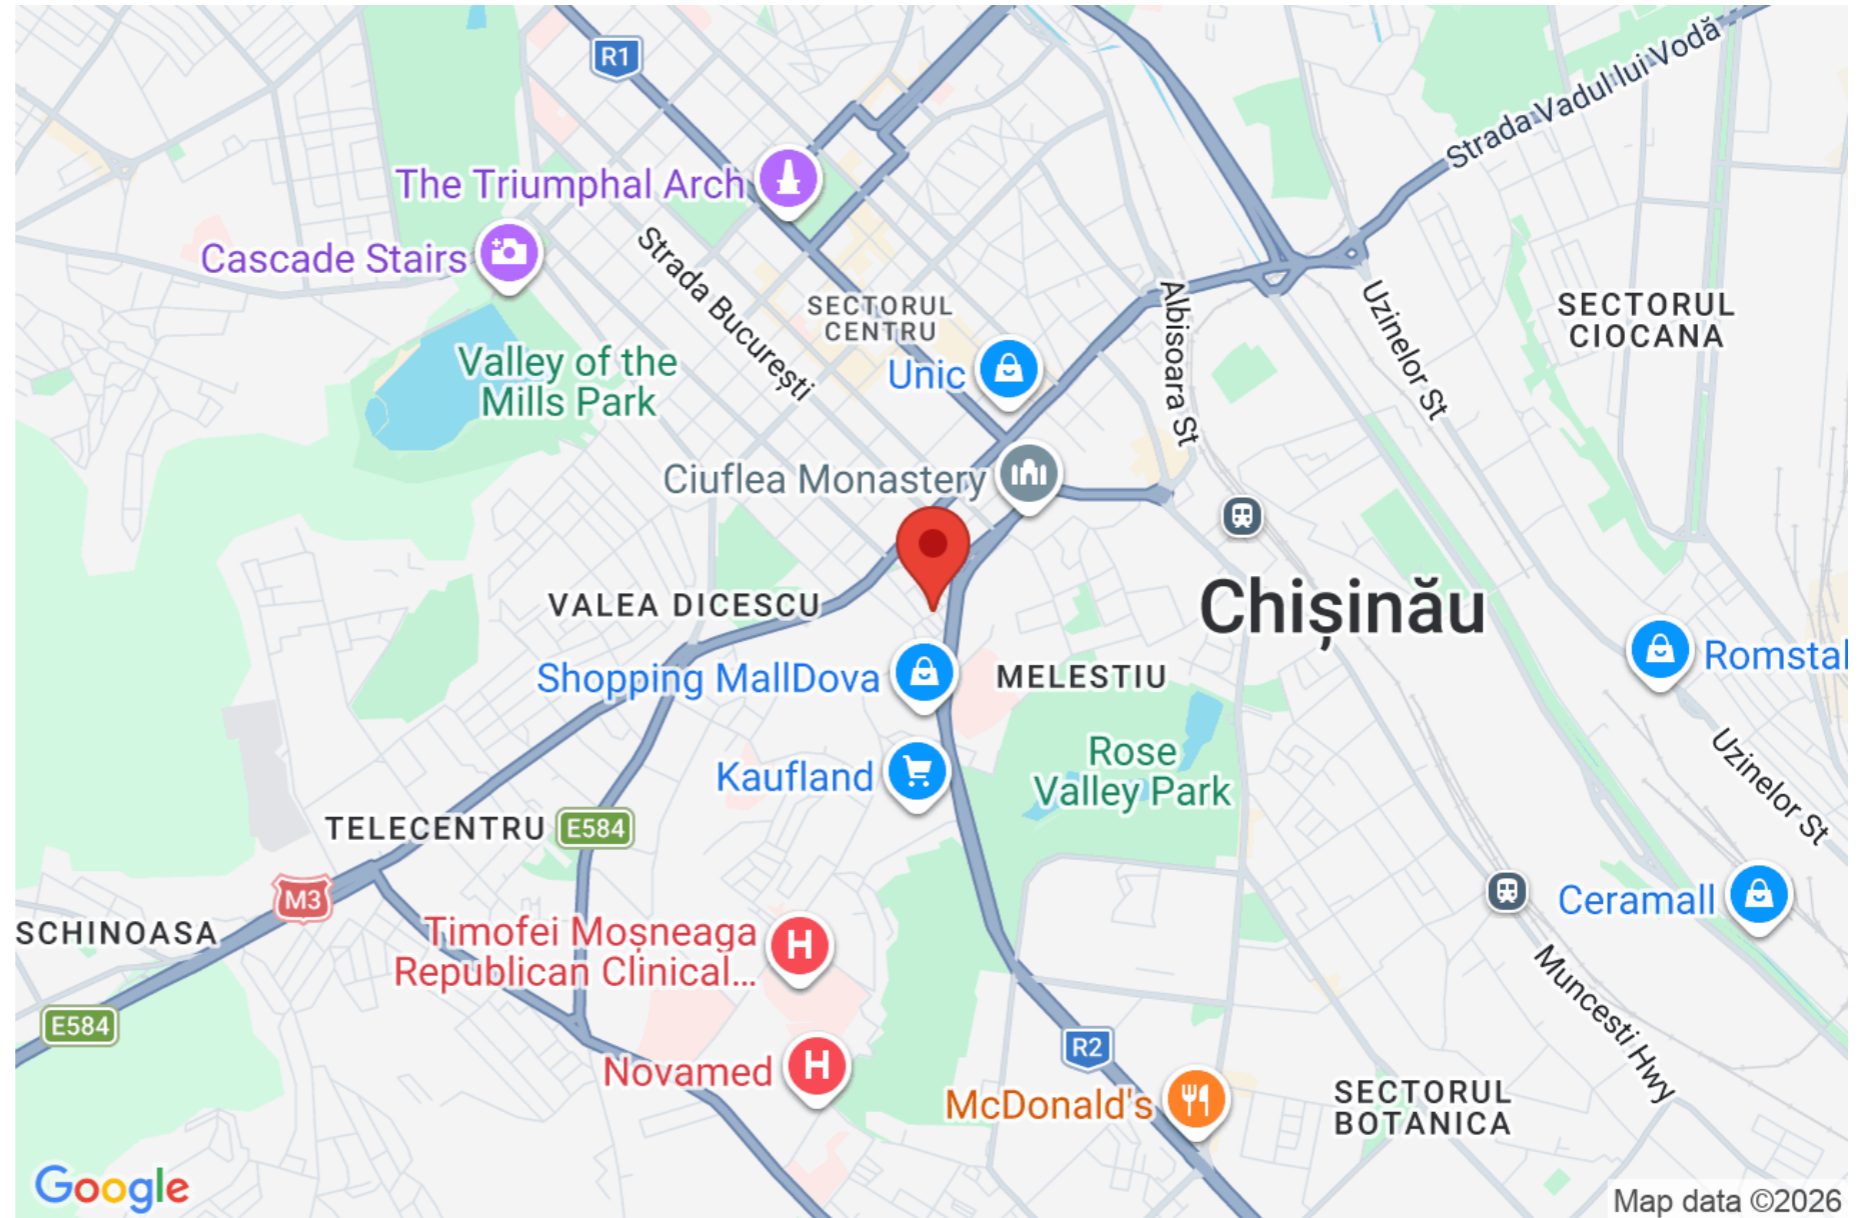 R1
Strada Vadul lui Vodă
The Triumphal Arch
Cascade Stairs
Strada București
SECTORUL
CENTRU
Albisoara St
Uzinelor St
SECTORUL
CIOCANA
Valley of the
Mills Park
Unic
Ciuflea Monastery
VALEA DICESCU
Chișinău
Shopping MallDova
MELESTIU
Romstal
Kaufland
Rose
Valley Park
Uzinelor St
TELECENTRU
E584
M3
SCHINOASA
Timofei Moșneaga
Republican Clinical...
H
Ceramall
Muncesti Hwy
E584
R2
Novamed
H
McDonald's
SECTORUL
BOTANICA
Google
Map data ©2026